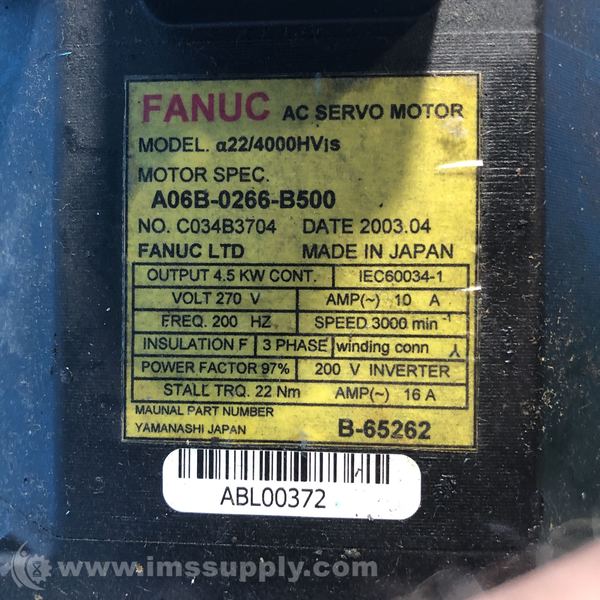 FANUC AC SERVO MOTOR
MODEL. α22/4000HVis
MOTOR SPEC.
A06B-0266-B500
NO. C034B3704 DATE 2003.04
FANUC LTD MADE IN JAPAN
OUTPUT 4.5 KW CONT. IEC60034-1
VOLT 270 V AMP(~) 10 A
FREQ. 200 HZ SPEED 3000 min⁻¹
INSULATION F 3 PHASE winding conn
POWER FACTOR 97% 200 V INVERTER
STALL TRQ. 22 Nm AMP(~) 16 A
MAUNAL PART NUMBER
YAMANASHI JAPAN B-65262
ABL00372
www.imssupply.com